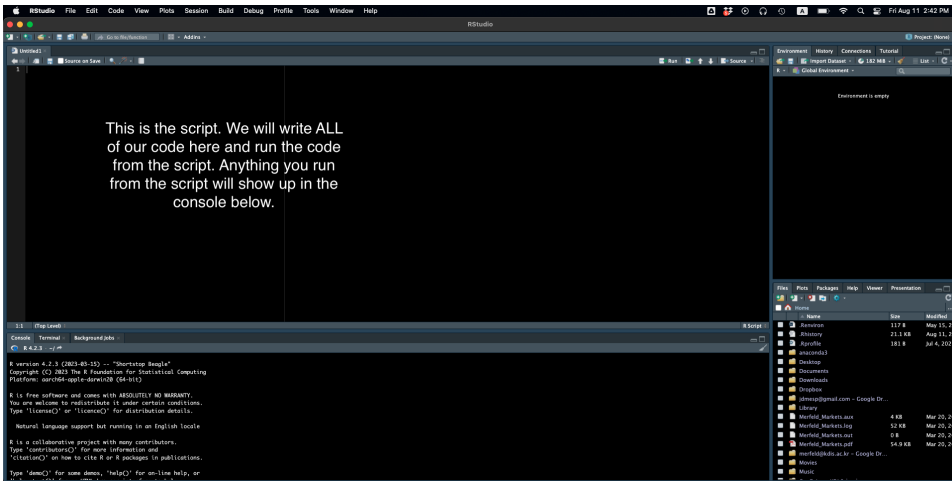 RStudio File Edit Code View Plots Session Build Debug Profile Tools Window Help
Fri Aug 11 2:42 PM
RStudio
Go to file/function Addins
Project: (None)
Untitled1
Source on Save
Run
Source
1
This is the script. We will write ALL
of our code here and run the code
from the script. Anything you run
from the script will show up in the
console below.
1:1 (Top Level)
R Script
Console Terminal Background Jobs
R 4.2.3 · ~/
R version 4.2.3 (2023-03-15) -- "Shortstop Beagle"
Copyright (C) 2023 The R Foundation for Statistical Computing
Platform: aarch64-apple-darwin20 (64-bit)
R is free software and comes with ABSOLUTELY NO WARRANTY.
You are welcome to redistribute it under certain conditions.
Type 'license()' or 'licence()' for distribution details.
Natural language support but running in an English locale
R is a collaborative project with many contributors.
Type 'contributors()' for more information and
'citation()' on how to cite R or R packages in publications.
Type 'demo()' for some demos, 'help()' for on-line help, or
Environment History Connections Tutorial
Import Dataset 182 MiB List
R Global Environment
Environment is empty
Files Plots Packages Help Viewer Presentation
Home
Name Size Modified
.Renviron 117 B May 15, 2
.Rhistory 21.1 KB Aug 11, 2
.Rprofile 181 B Jul 4, 202
anaconda3
Desktop
Documents
Downloads
Dropbox
jdmesp@gmail.com – Google Dr...
Library
Merfeld_Markets.aux 4 KB Mar 20, 2
Merfeld_Markets.log 52 KB Mar 20, 2
Merfeld_Markets.out 0 B Mar 20, 2
Merfeld_Markets.pdf 54.9 KB Mar 20, 2
merfeld@kdis.ac.kr – Google Dr...
Movies
Music